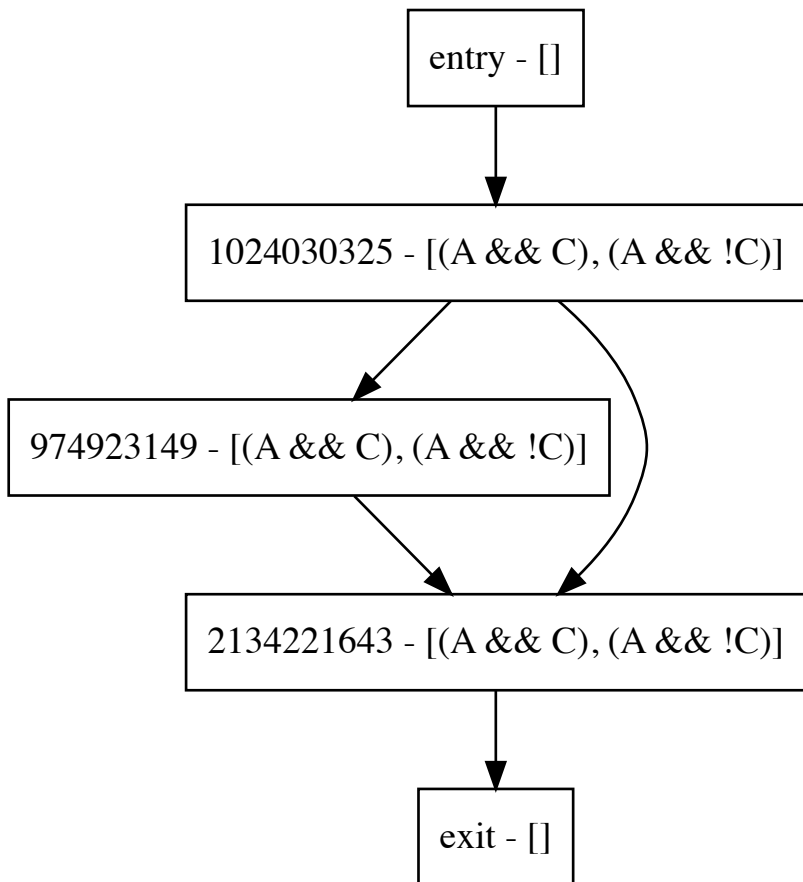 entry - []
1024030325 - [(A && C), (A && !C)]
974923149 - [(A && C), (A && !C)]
2134221643 - [(A && C), (A && !C)]
exit - []